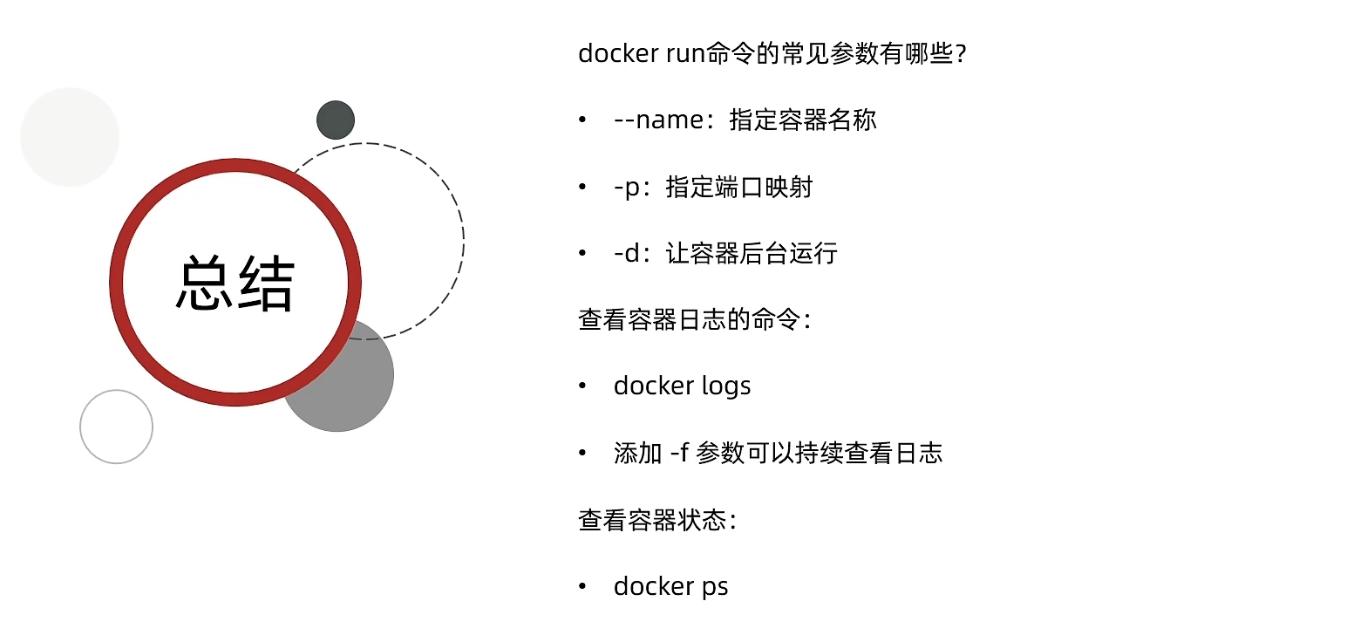 总结
docker run命令的常见参数有哪些？
• --name：指定容器名称
• -p：指定端口映射
• -d：让容器后台运行
查看容器日志的命令：
• docker logs
• 添加 -f 参数可以持续查看日志
查看容器状态：
• docker ps